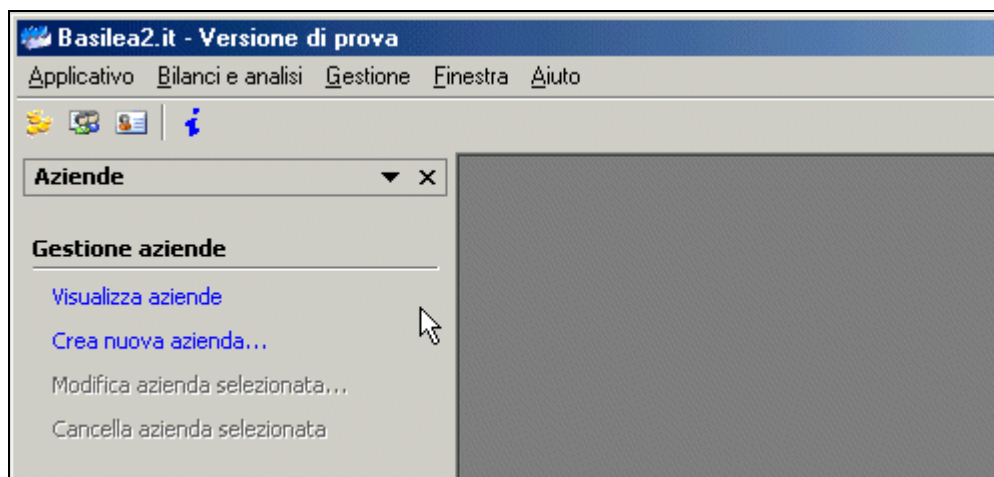 Basilea2.it - Versione di prova
Applicativo Bilanci e analisi Gestione Finestra Aiuto
Aziende
Gestione aziende
Visualizza aziende
Crea nuova azienda...
Modifica azienda selezionata...
Cancella azienda selezionata